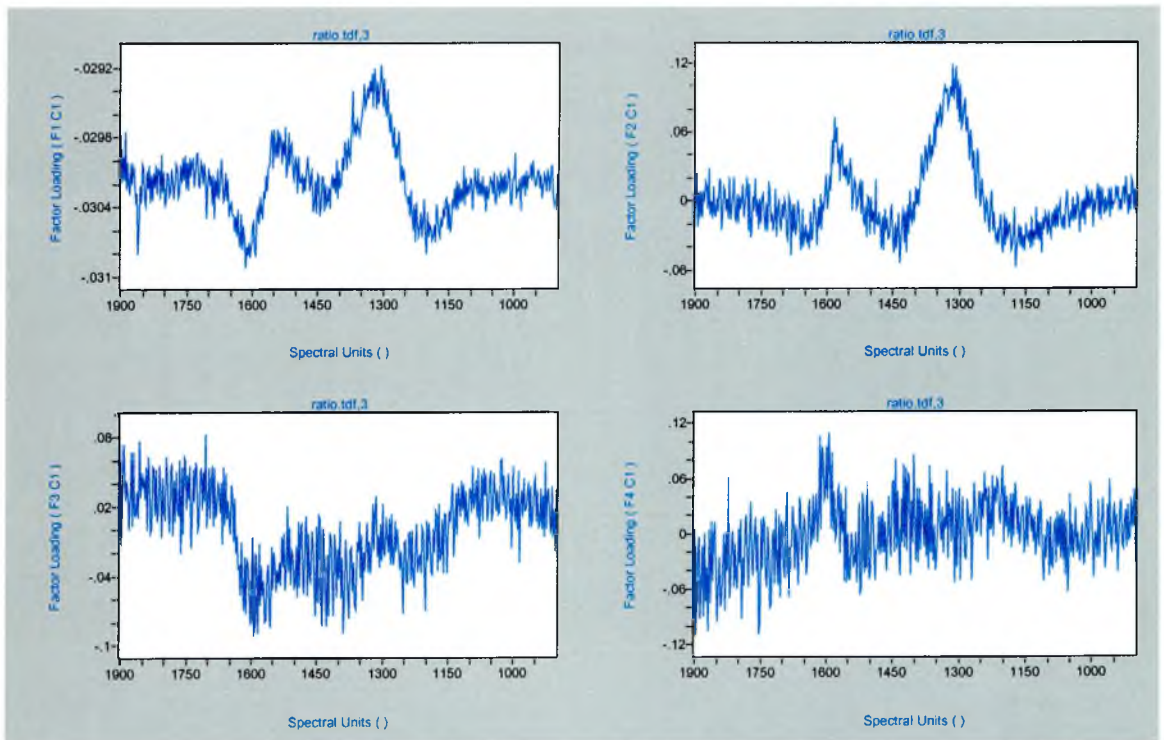 ratio.tdf,3
Factor Loading ( F1 C1 )
-.0292
-.0298
-.0304
-.031
1900 1750 1600 1450 1300 1150 1000
Spectral Units ( )
ratio.tdf,3
Factor Loading ( F2 C1 )
.12
.06
0
-.06
1900 1750 1600 1450 1300 1150 1000
Spectral Units ( )
ratio.tdf,3
Factor Loading ( F3 C1 )
.08
.02
-.04
-.1
1900 1750 1600 1450 1300 1150 1000
Spectral Units ( )
ratio.tdf,3
Factor Loading ( F4 C1 )
.12
.06
0
-.06
-.12
1900 1750 1600 1450 1300 1150 1000
Spectral Units ( )